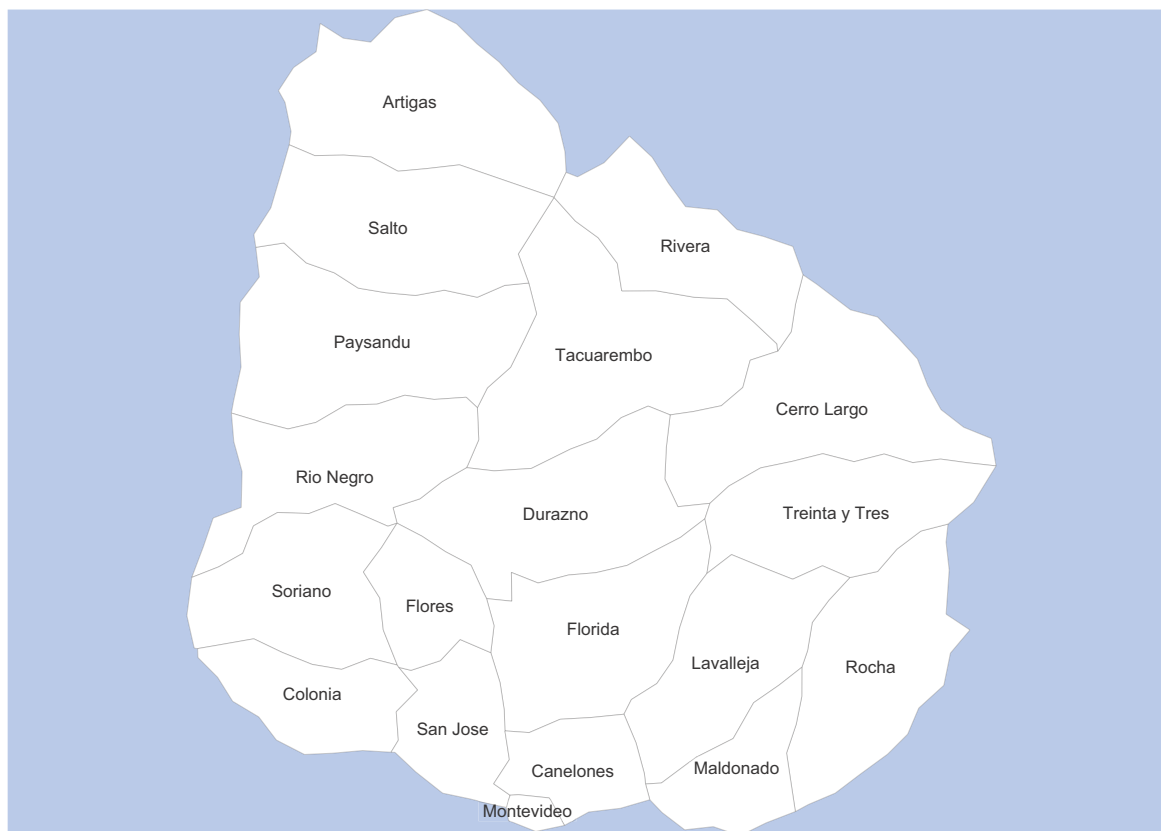 Artigas
Salto
Rivera
Paysandu
Tacuarembo
Cerro Largo
Rio Negro
Durazno
Treinta y Tres
Soriano
Flores
Florida
Lavalleja
Rocha
Colonia
San Jose
Canelones
Maldonado
Montevideo